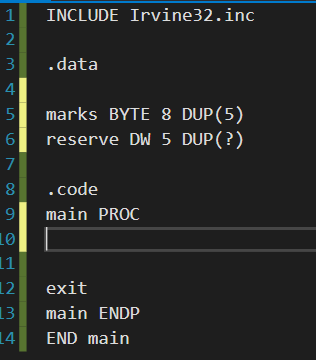 1 INCLUDE Irvine32.inc
2
3 .data
4
5 marks BYTE 8 DUP(5)
6 reserve DW 5 DUP(?)
7
8 .code
9 main PROC
10
11
12 exit
13 main ENDP
14 END main